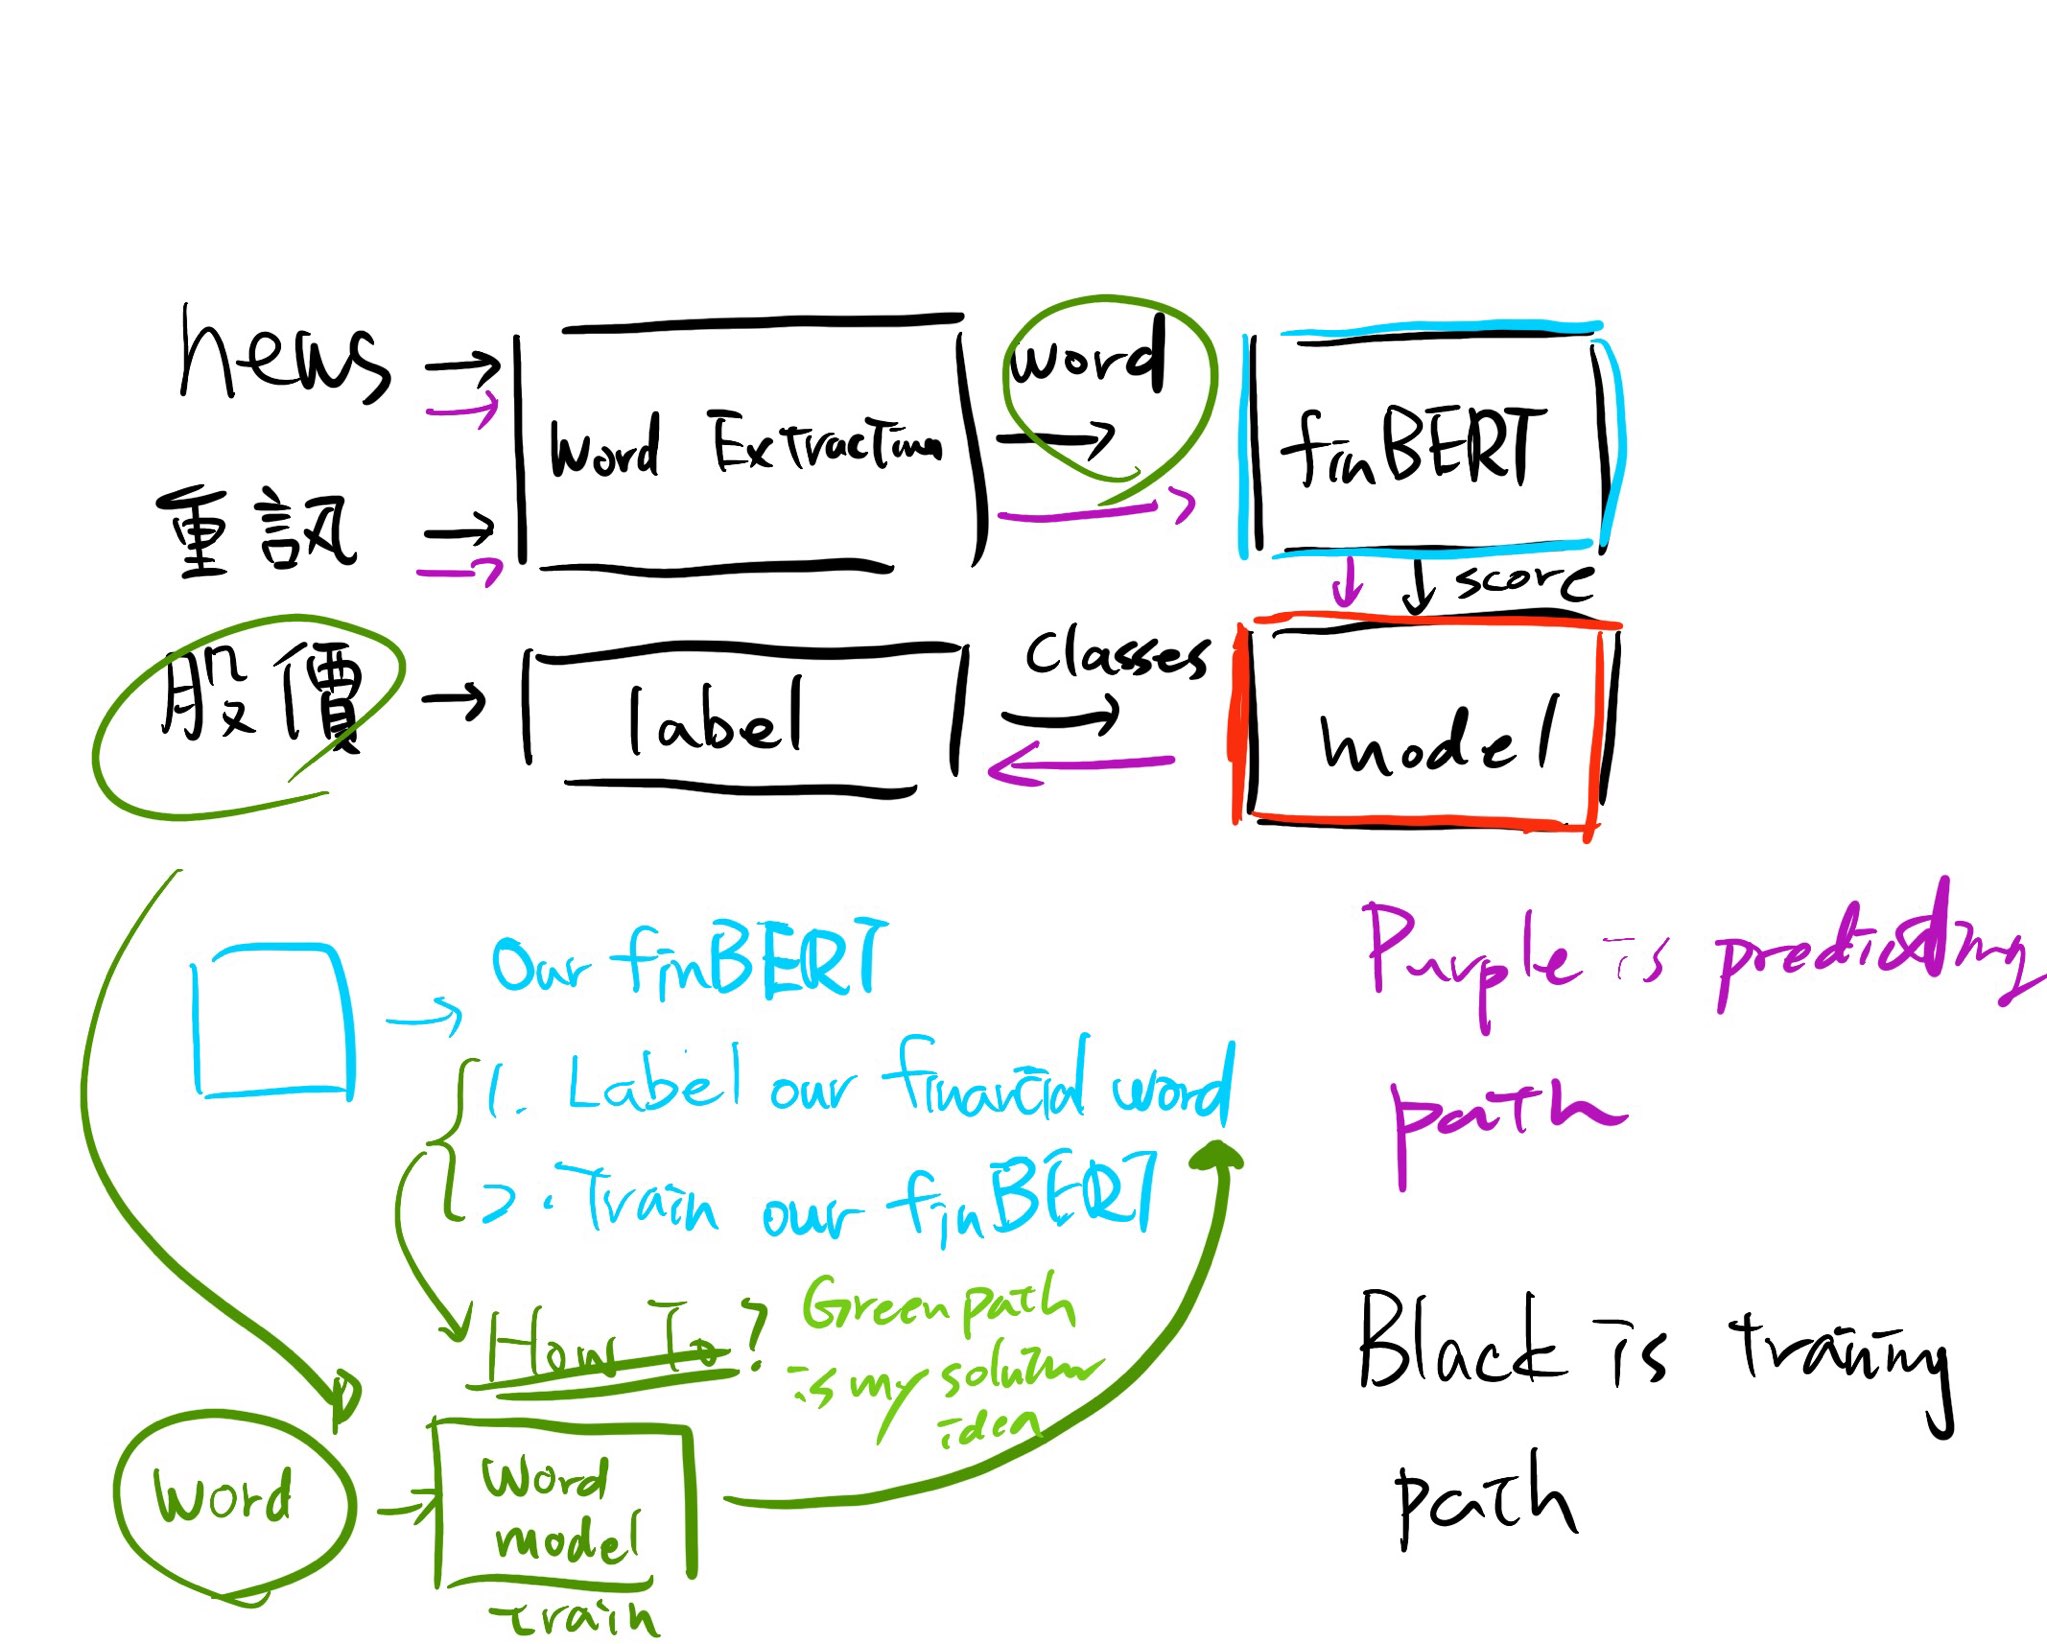 news
重訊
股價
Word Extraction
word
finBERT
score
label
Classes
model
Our finBERT
1. Label our financial word
2. Train our finBERT
How To?
Green path
is my solution
idea
word
word
model
train
Purple is predicting
path
Black is training
path